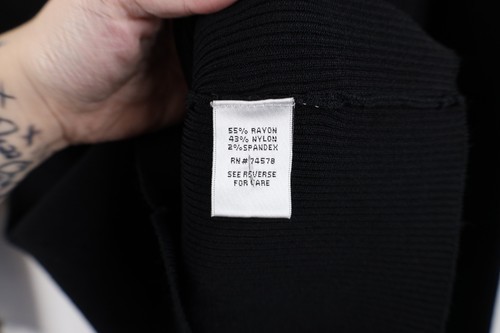 55% RAYON
43% NYLON
2% SPANDEX
RN# 74578
SEE REVERSE
FOR CARE